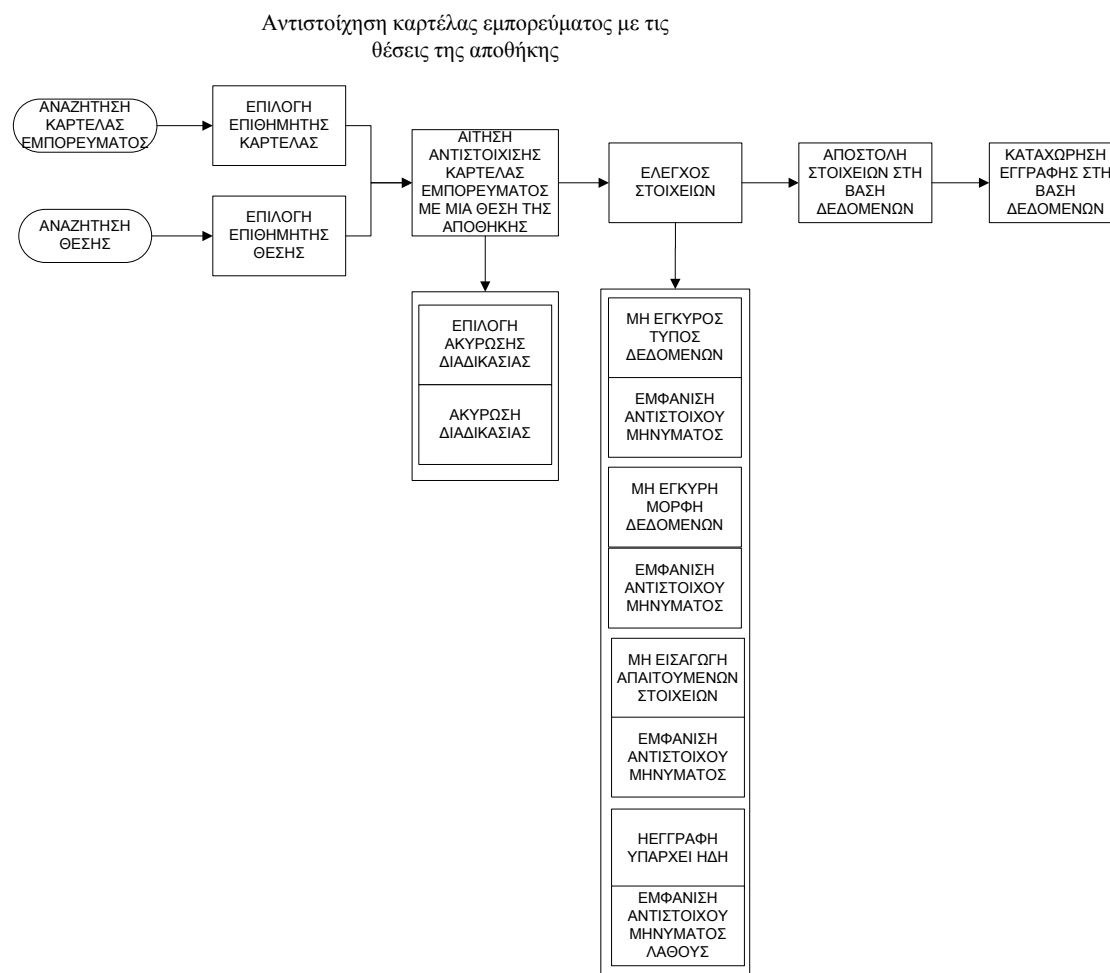 Αντιστοίχηση καρτέλας εμπορεύματος με τις
θέσεις της αποθήκης
ΑΝΑΖΗΤΗΣΗ
ΚΑΡΤΕΛΑΣ
ΕΜΠΟΡΕΥΜΑΤΟΣ
ΕΠΙΛΟΓΗ
ΕΠΙΘΗΜΗΤΗΣ
ΚΑΡΤΕΛΑΣ
ΑΝΑΖΗΤΗΣΗ
ΘΕΣΗΣ
ΕΠΙΛΟΓΗ
ΕΠΙΘΗΜΗΤΗΣ
ΘΕΣΗΣ
ΑΙΤΗΣΗ
ΑΝΤΙΣΤΟΙΧΙΣΗΣ
ΚΑΡΤΕΛΑΣ
ΕΜΠΟΡΕΥΜΑΤΟΣ
ΜΕ ΜΙΑ ΘΕΣΗ ΤΗΣ
ΑΠΟΘΗΚΗΣ
ΕΛΕΓΧΟΣ
ΣΤΟΙΧΕΙΩΝ
ΑΠΟΣΤΟΛΗ
ΣΤΟΙΧΕΙΩΝ ΣΤΗ
ΒΑΣΗ
ΔΕΔΟΜΕΝΩΝ
ΚΑΤΑΧΩΡΗΣΗ
ΕΓΓΡΑΦΗΣ ΣΤΗ
ΒΑΣΗ
ΔΕΔΟΜΕΝΩΝ
ΕΠΙΛΟΓΗ
ΑΚΥΡΩΣΗΣ
ΔΙΑΔΙΚΑΣΙΑΣ
ΑΚΥΡΩΣΗ
ΔΙΑΔΙΚΑΣΙΑΣ
ΜΗ ΕΓΚΥΡΟΣ
ΤΥΠΟΣ
ΔΕΔΟΜΕΝΩΝ
ΕΜΦΑΝΙΣΗ
ΑΝΤΙΣΤΟΙΧΟΥ
ΜΗΝΥΜΑΤΟΣ
ΜΗ ΕΓΚΥΡΗ
ΜΟΡΦΗ
ΔΕΔΟΜΕΝΩΝ
ΕΜΦΑΝΙΣΗ
ΑΝΤΙΣΤΟΙΧΟΥ
ΜΗΝΥΜΑΤΟΣ
ΜΗ ΕΙΣΑΓΩΓΗ
ΑΠΑΙΤΟΥΜΕΝΩΝ
ΣΤΟΙΧΕΙΩΝ
ΕΜΦΑΝΙΣΗ
ΑΝΤΙΣΤΟΙΧΟΥ
ΜΗΝΥΜΑΤΟΣ
ΗΕΓΓΡΑΦΗ
ΥΠΑΡΧΕΙ ΗΔΗ
ΕΜΦΑΝΙΣΗ
ΑΝΤΙΣΤΟΙΧΟΥ
ΜΗΝΥΜΑΤΟΣ
ΛΑΘΟΥΣ